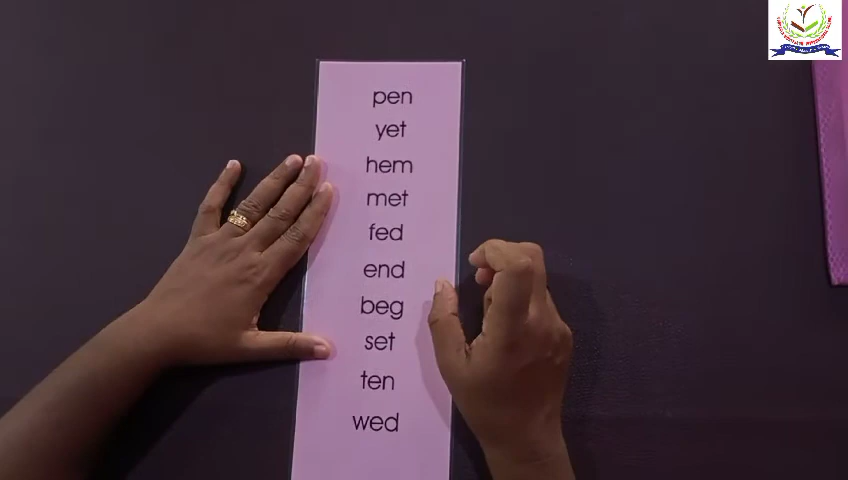 pen
yet
hem
met
fed
end
beg
set
ten
wed